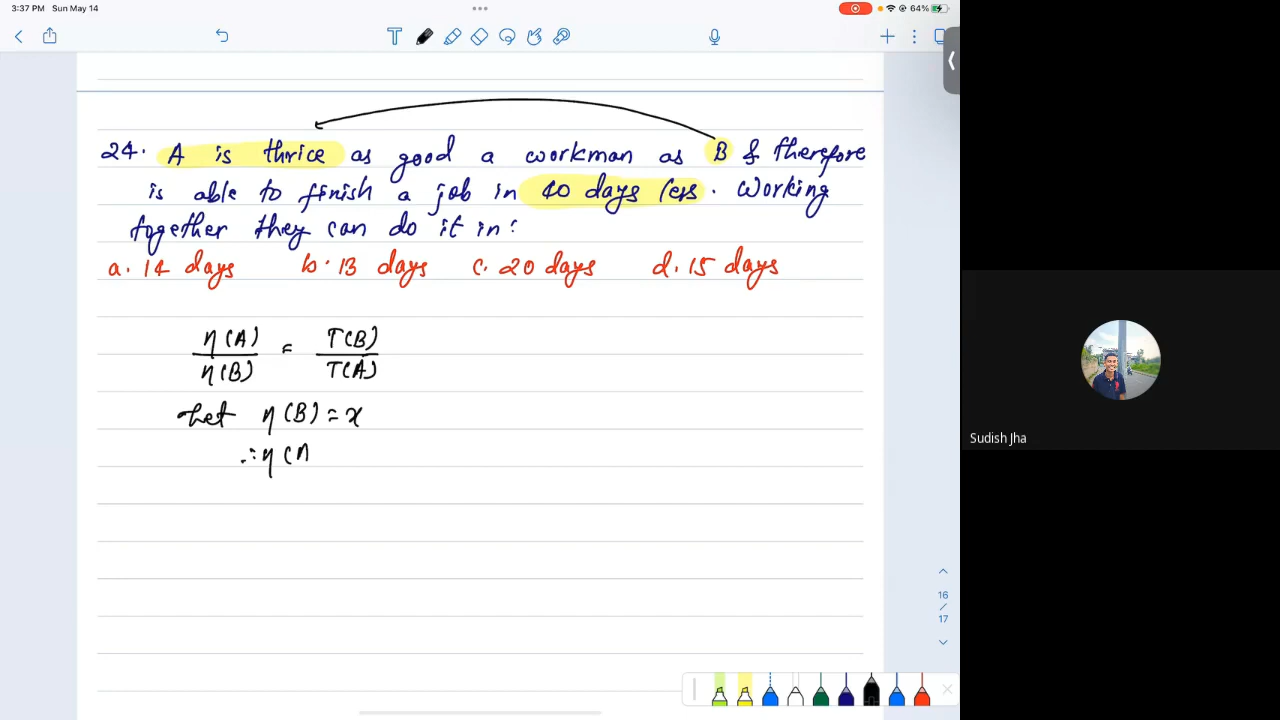 3:37 PM Sun May 14
64%
24. A is thrice as good a workman as B & therefore
is able to finish a job in 40 days less. Working
together they can do it in:
a. 14 days b. 13 days c. 20 days d. 15 days
η(A) / η(B) = T(B) / T(A)
Let η(B) = x
∴ η(A
Sudish Jha
16
/
17